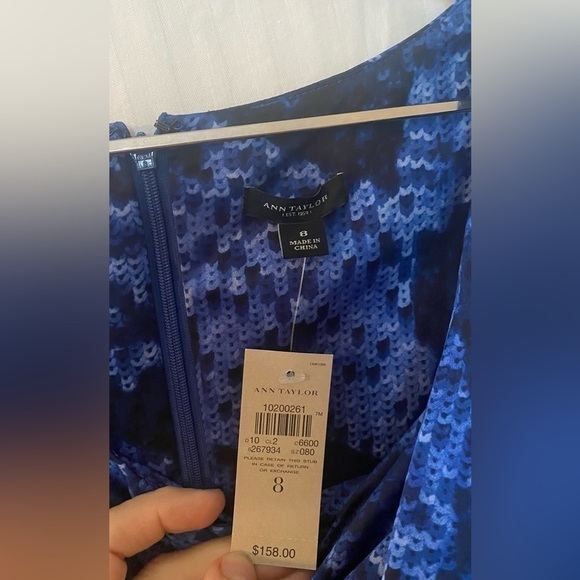 ANN TAYLOR
EST. 1954
8
MADE IN
CHINA
ANN TAYLOR
10200261
TM
D10 CL2 C6600
S267934 SZ080
PLEASE RETAIN THIS STUB
IN CASE OF RETURN
OR EXCHANGE
8
$158.00